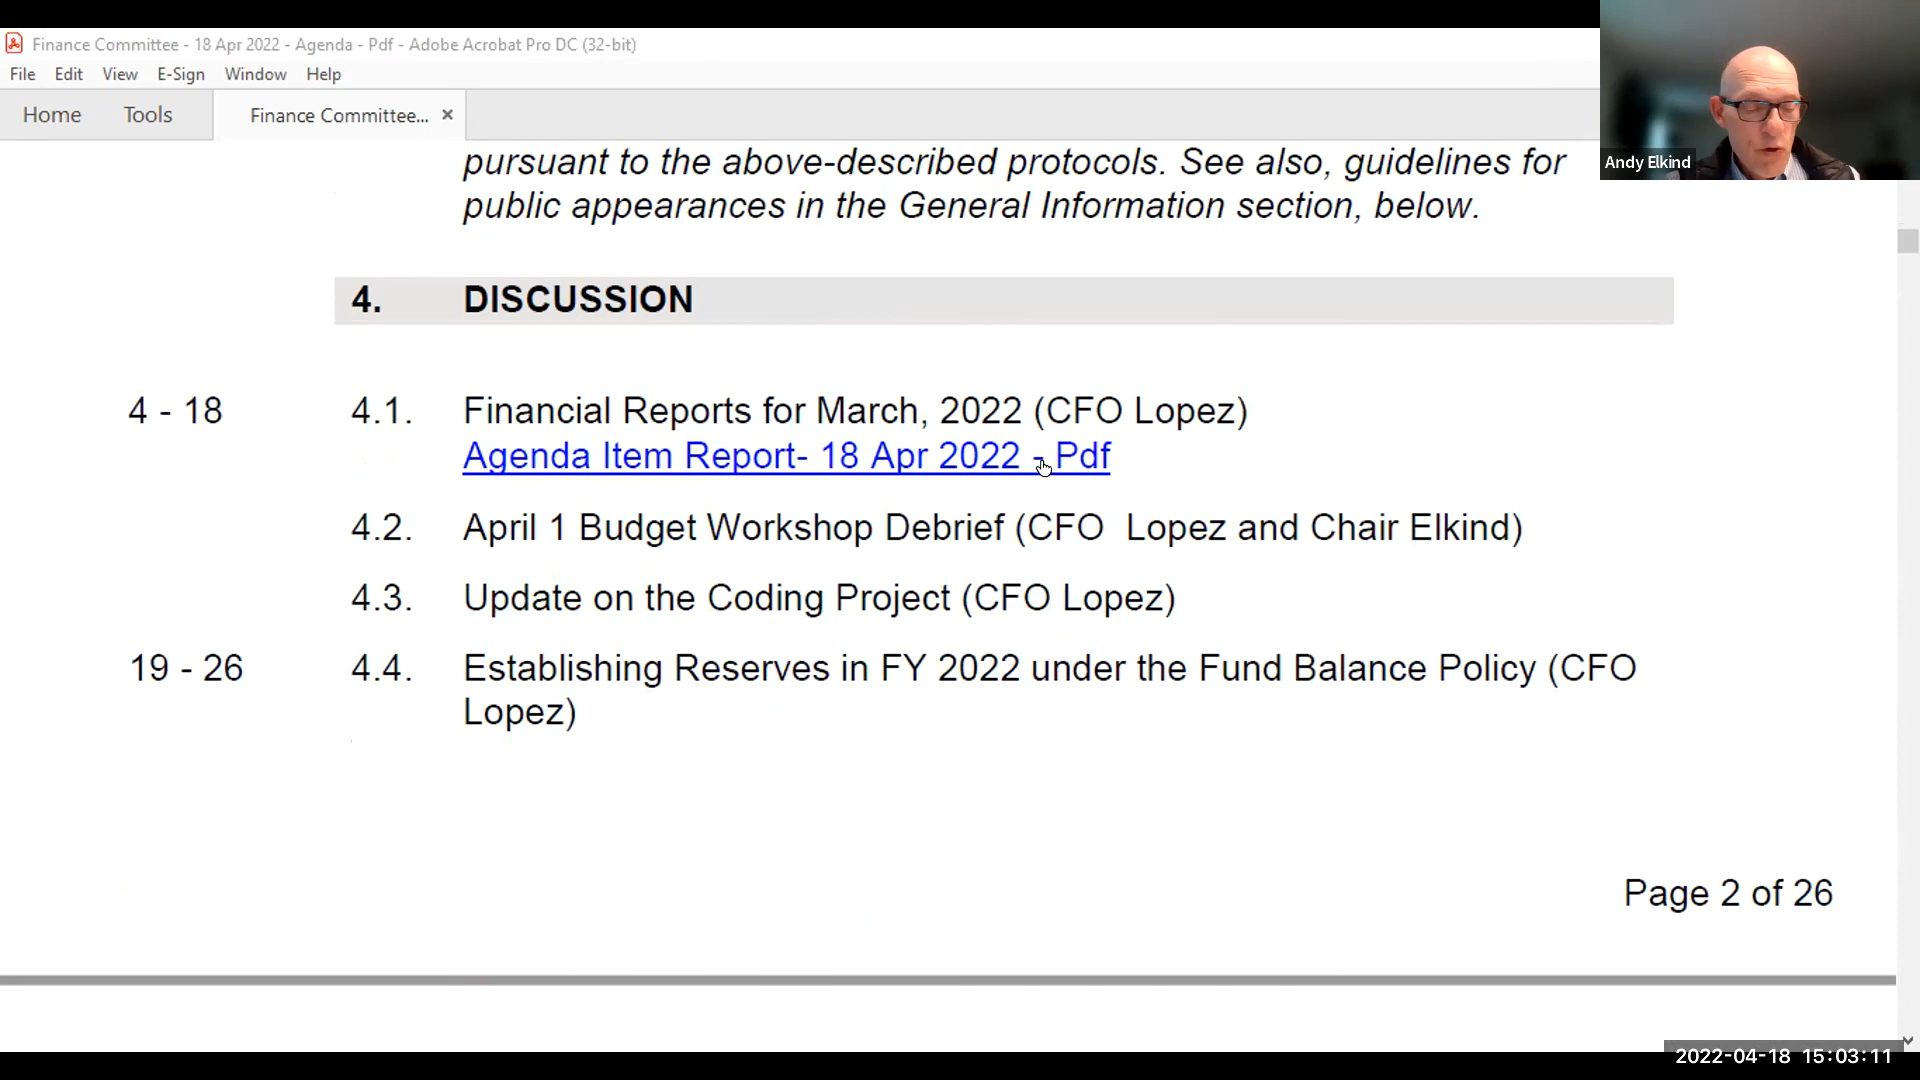 Finance Committee - 18 Apr 2022 - Agenda - Pdf - Adobe Acrobat Pro DC (32-bit)
File Edit View E-Sign Window Help
Home Tools Finance Committee... ×
Andy Elkind
pursuant to the above-described protocols. See also, guidelines for
public appearances in the General Information section, below.
4. DISCUSSION
4 - 18 4.1. Financial Reports for March, 2022 (CFO Lopez)
Agenda Item Report- 18 Apr 2022 - Pdf
4.2. April 1 Budget Workshop Debrief (CFO Lopez and Chair Elkind)
4.3. Update on the Coding Project (CFO Lopez)
19 - 26 4.4. Establishing Reserves in FY 2022 under the Fund Balance Policy (CFO
Lopez)
Page 2 of 26
2022-04-18 15:03:11